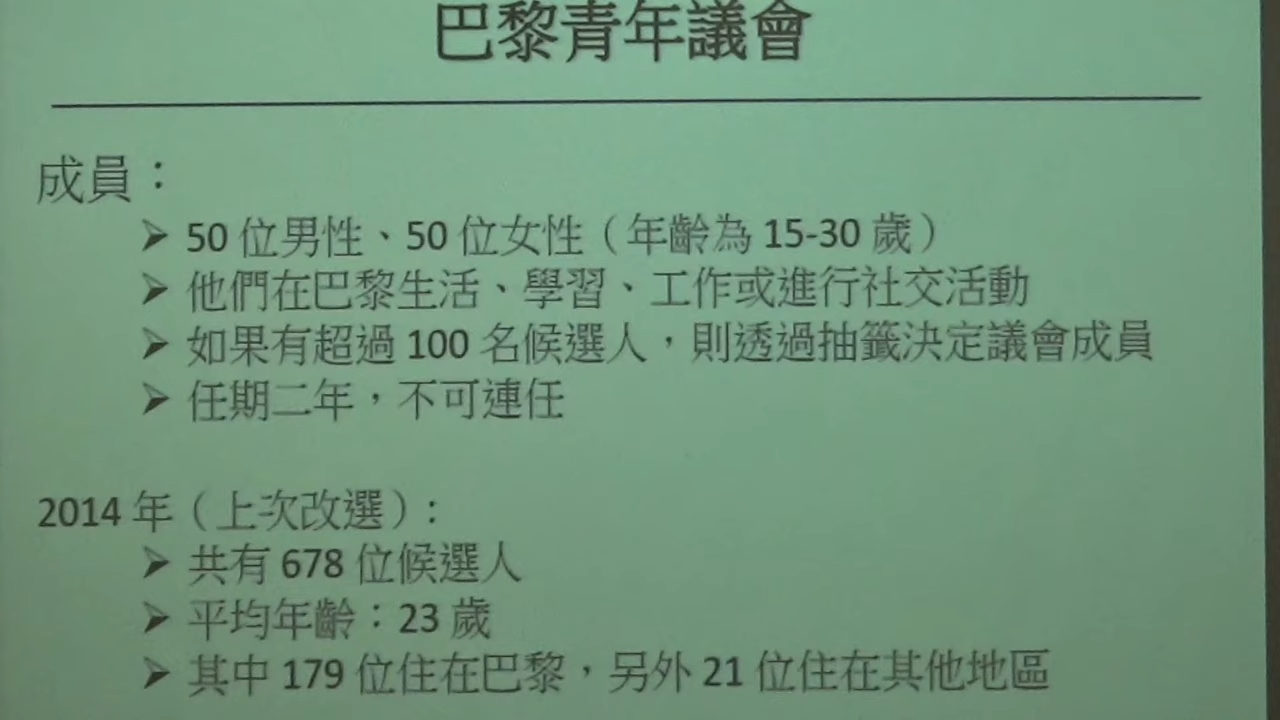 巴黎青年議會
成員：
➢ 50 位男性、50 位女性（年齡為 15-30 歲）
➢ 他們在巴黎生活、學習、工作或進行社交活動
➢ 如果有超過 100 名候選人，則透過抽籤決定議會成員
➢ 任期二年，不可連任
2014 年（上次改選）:
➢ 共有 678 位候選人
➢ 平均年齡：23 歲
➢ 其中 179 位住在巴黎，另外 21 位住在其他地區